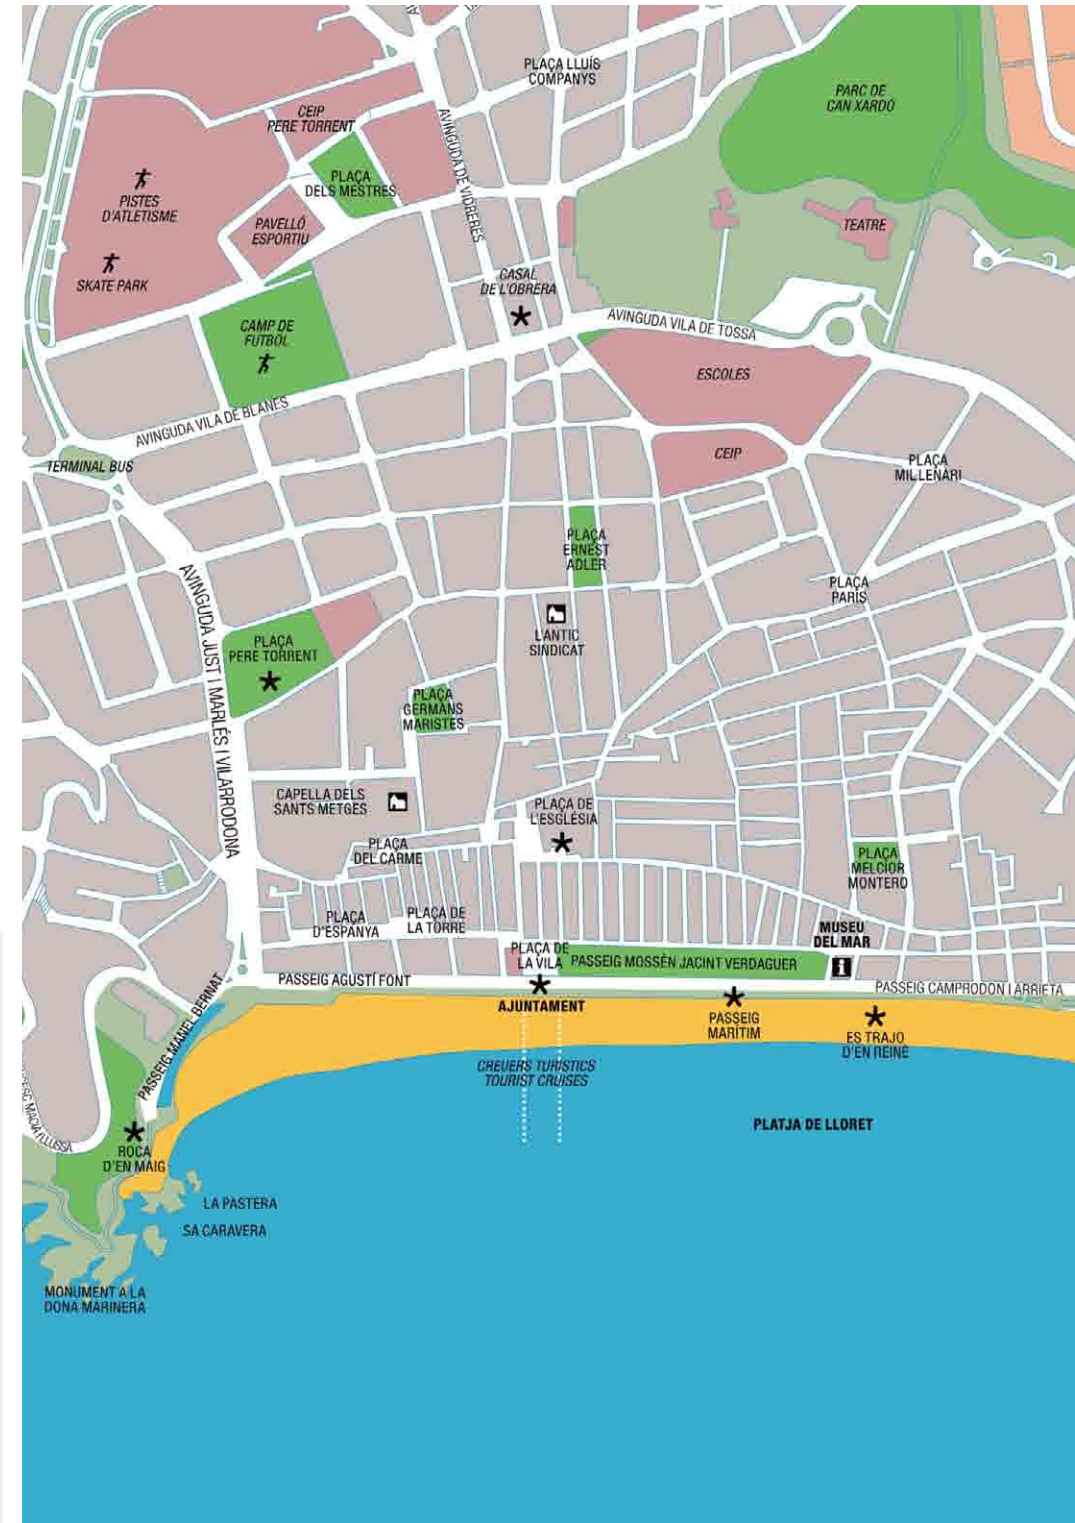 PLAÇA LLUÍS
COMPANYS
PARC DE
CAN XARDÓ
CEIP
PERE TORRENT
AVINGUDA DE VIDRERES
PLAÇA
DELS MESTRES
PISTES
D'ATLETISME
PAVELLÓ
ESPORTIU
TEATRE
SKATE PARK
CASAL
DE L'OBRERA
CAMP DE
FUTBOL
AVINGUDA VILA DE TOSSA
ESCOLES
AVINGUDA VILA DE BLANES
CEIP
TERMINAL BUS
PLAÇA
MIL·LENARI
PLAÇA
ERNEST
ADLER
PLAÇA
PARÍS
AVINGUDA JUST I MARLÈS I VILARRODONA
L'ANTIC
SINDICAT
PLAÇA
PERE TORRENT
PLAÇA
GERMANS
MARISTES
CAPELLA DELS
SANTS METGES
PLAÇA DE
L'ESGLÉSIA
PLAÇA
DEL CARME
PLAÇA
MELCIOR
MONTERO
PLAÇA
D'ESPANYA
PLAÇA DE
LA TORRE
MUSEU
DEL MAR
PLAÇA DE
LA VILA
PASSEIG MOSSÈN JACINT VERDAGUER
PASSEIG AGUSTÍ FONT
PASSEIG CAMPRODON I ARRIETA
AJUNTAMENT
PASSEIG
MARÍTIM
ES TRAJO
D'EN REINÉ
PASSEIG MANEL BERNAT
CREUERS TURÍSTICS
TOURIST CRUISES
PLATJA DE LLORET
MACIÀ I LLUSSÀ
ROCA
D'EN MAIG
LA PASTERA
SA CARAVERA
MONUMENT A LA
DONA MARINERA